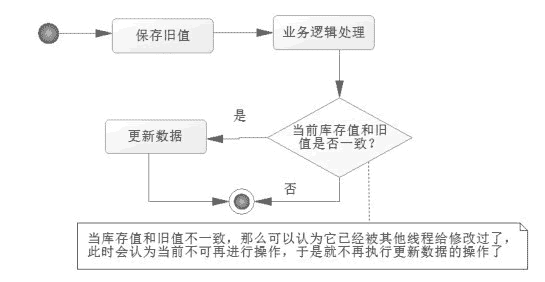 保存旧值
业务逻辑处理
当前库存值和旧
值是否一致？
是
更新数据
否
当库存值和旧值不一致，那么可以认为它已经被其他线程给修改过了，
此时会认为当前不可再进行操作，于是就不再执行更新数据的操作了